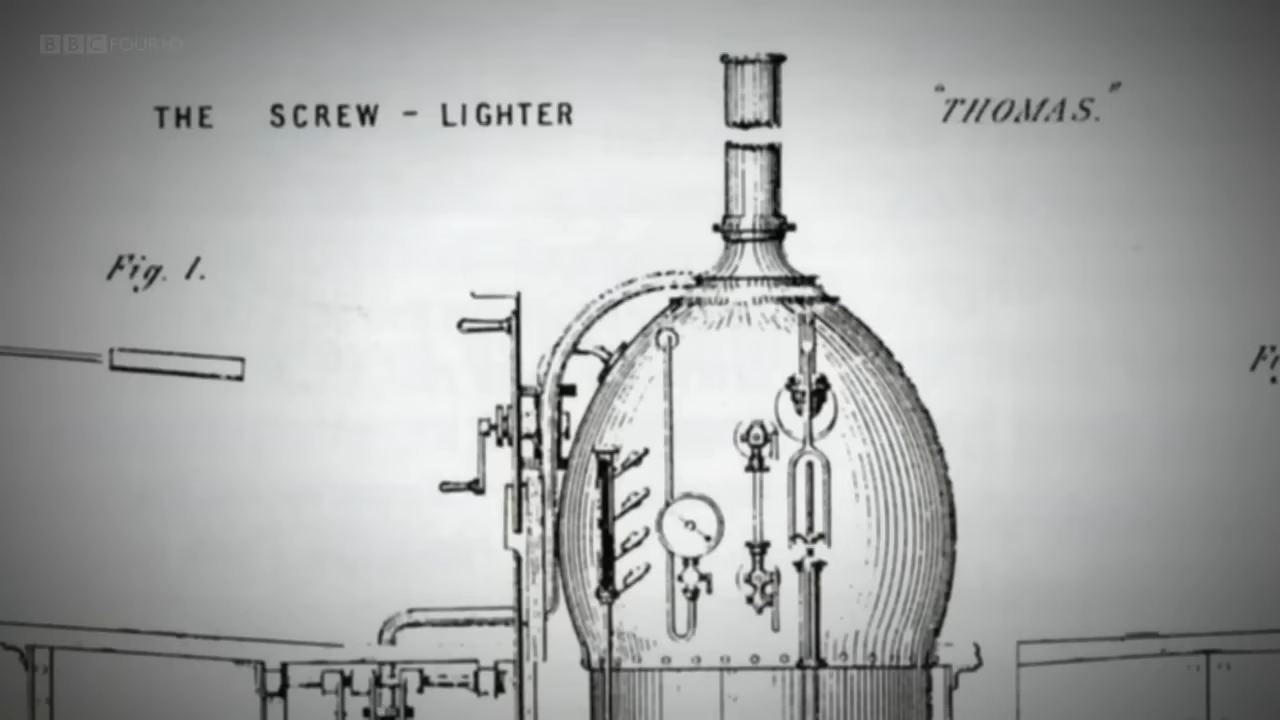 BBC FOUR HD
THE SCREW - LIGHTER
"THOMAS."
Fig. 1.